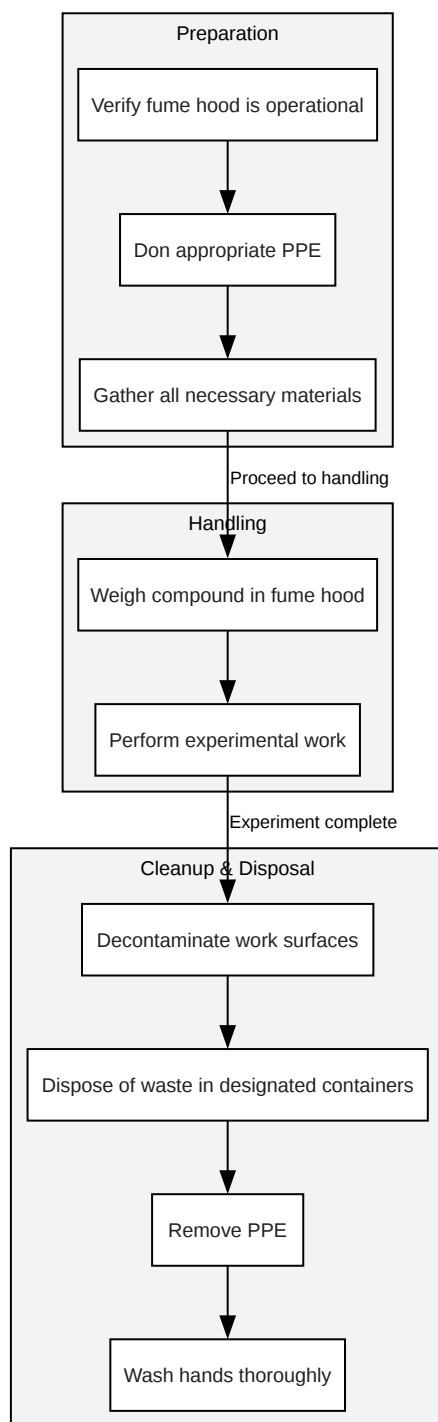 Preparation
Verify fume hood is operational
Don appropriate PPE
Gather all necessary materials
Proceed to handling
Handling
Weigh compound in fume hood
Perform experimental work
Experiment complete
Cleanup & Disposal
Decontaminate work surfaces
Dispose of waste in designated containers
Remove PPE
Wash hands thoroughly